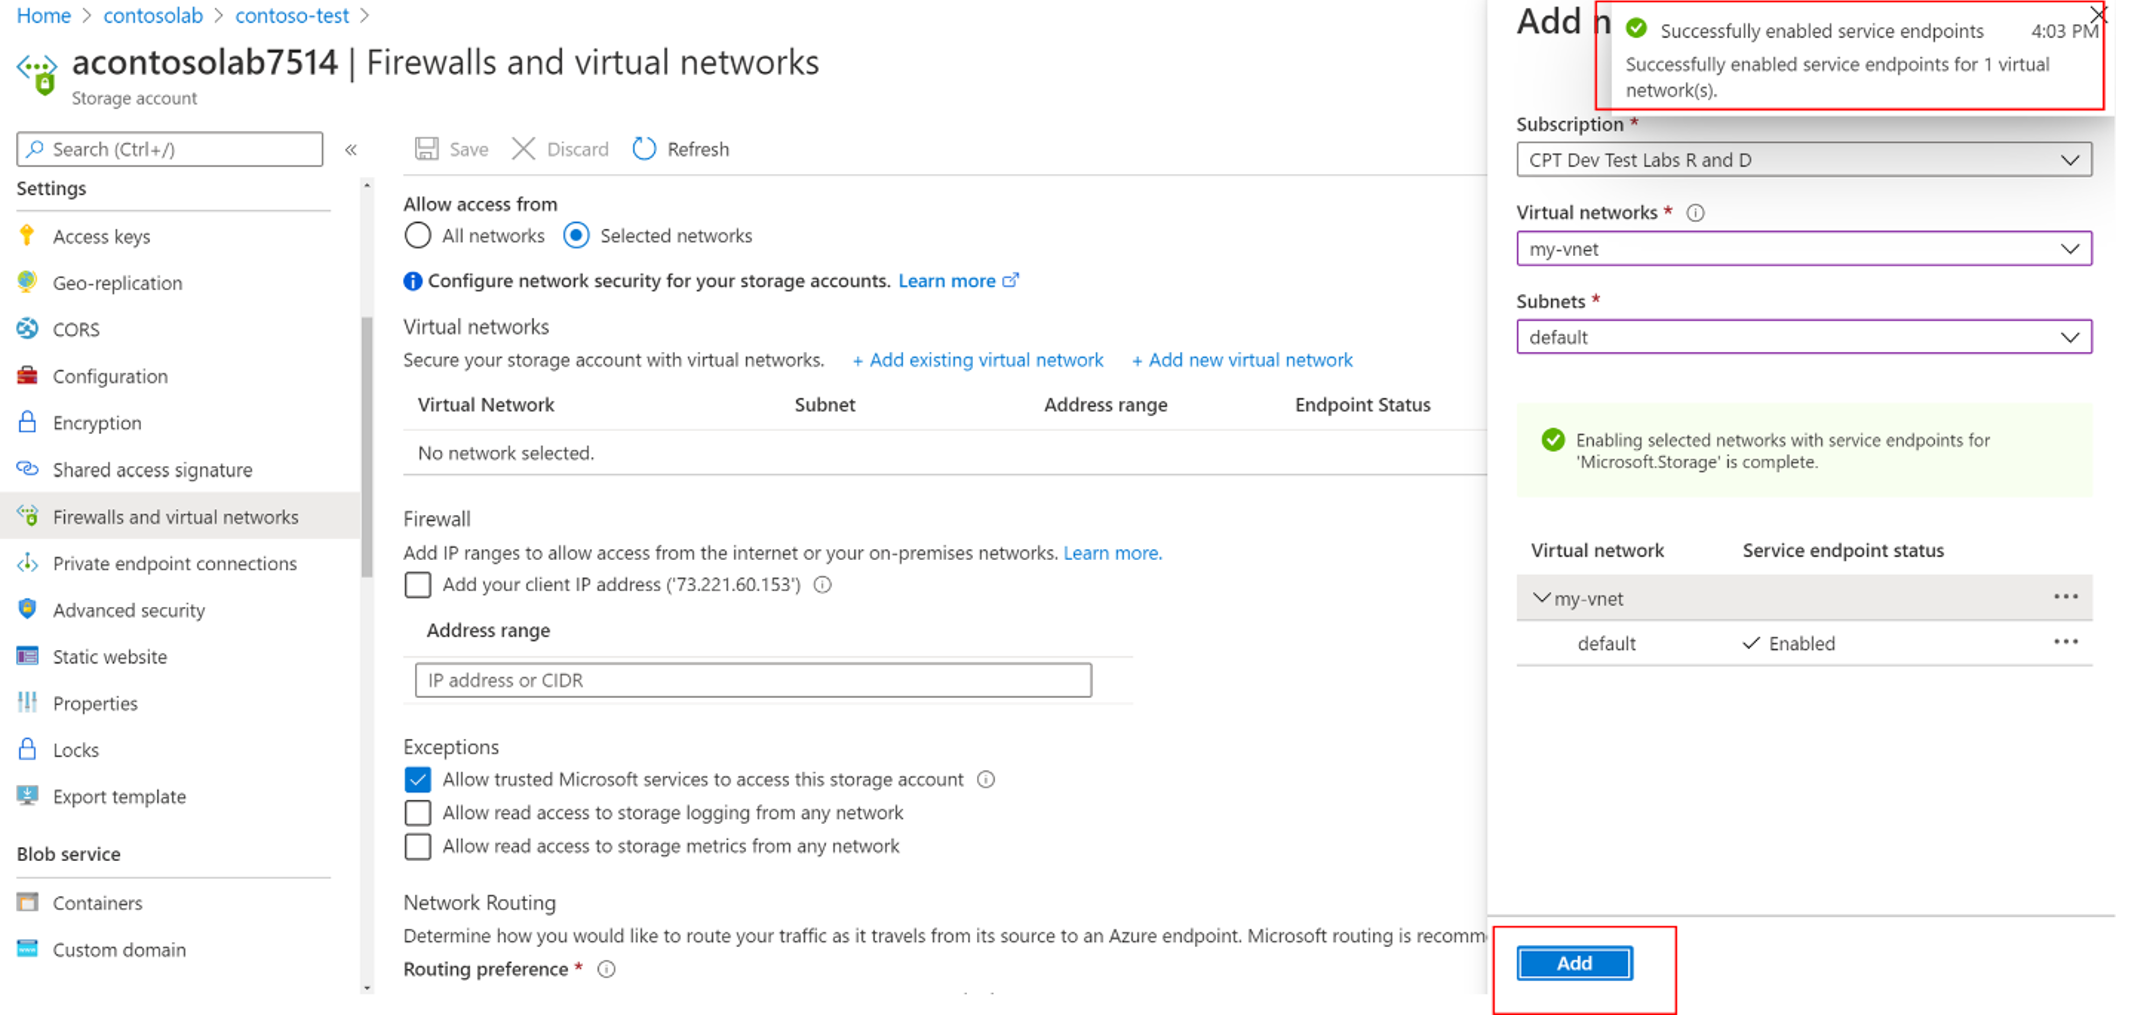 Home > contosolab > contoso-test >
acontosolab7514 | Firewalls and virtual networks
Storage account
Search (Ctrl+/)
«
Settings
Access keys
Geo-replication
CORS
Configuration
Encryption
Shared access signature
Firewalls and virtual networks
Private endpoint connections
Advanced security
Static website
Properties
Locks
Export template
Blob service
Containers
Custom domain
Save Discard Refresh
Allow access from
All networks Selected networks
Configure network security for your storage accounts. Learn more
Virtual networks
Secure your storage account with virtual networks. + Add existing virtual network + Add new virtual network
Virtual Network Subnet Address range Endpoint Status
No network selected.
Firewall
Add IP ranges to allow access from the internet or your on-premises networks. Learn more.
Add your client IP address ('73.221.60.153')
Address range
IP address or CIDR
Exceptions
Allow trusted Microsoft services to access this storage account
Allow read access to storage logging from any network
Allow read access to storage metrics from any network
Network Routing
Determine how you would like to route your traffic as it travels from its source to an Azure endpoint. Microsoft routing is recomm
Routing preference *
Add n
Successfully enabled service endpoints 4:03 PM
Successfully enabled service endpoints for 1 virtual
network(s).
Subscription *
CPT Dev Test Labs R and D
Virtual networks *
my-vnet
Subnets *
default
Enabling selected networks with service endpoints for
'Microsoft.Storage' is complete.
Virtual network Service endpoint status
my-vnet ...
default Enabled ...
Add